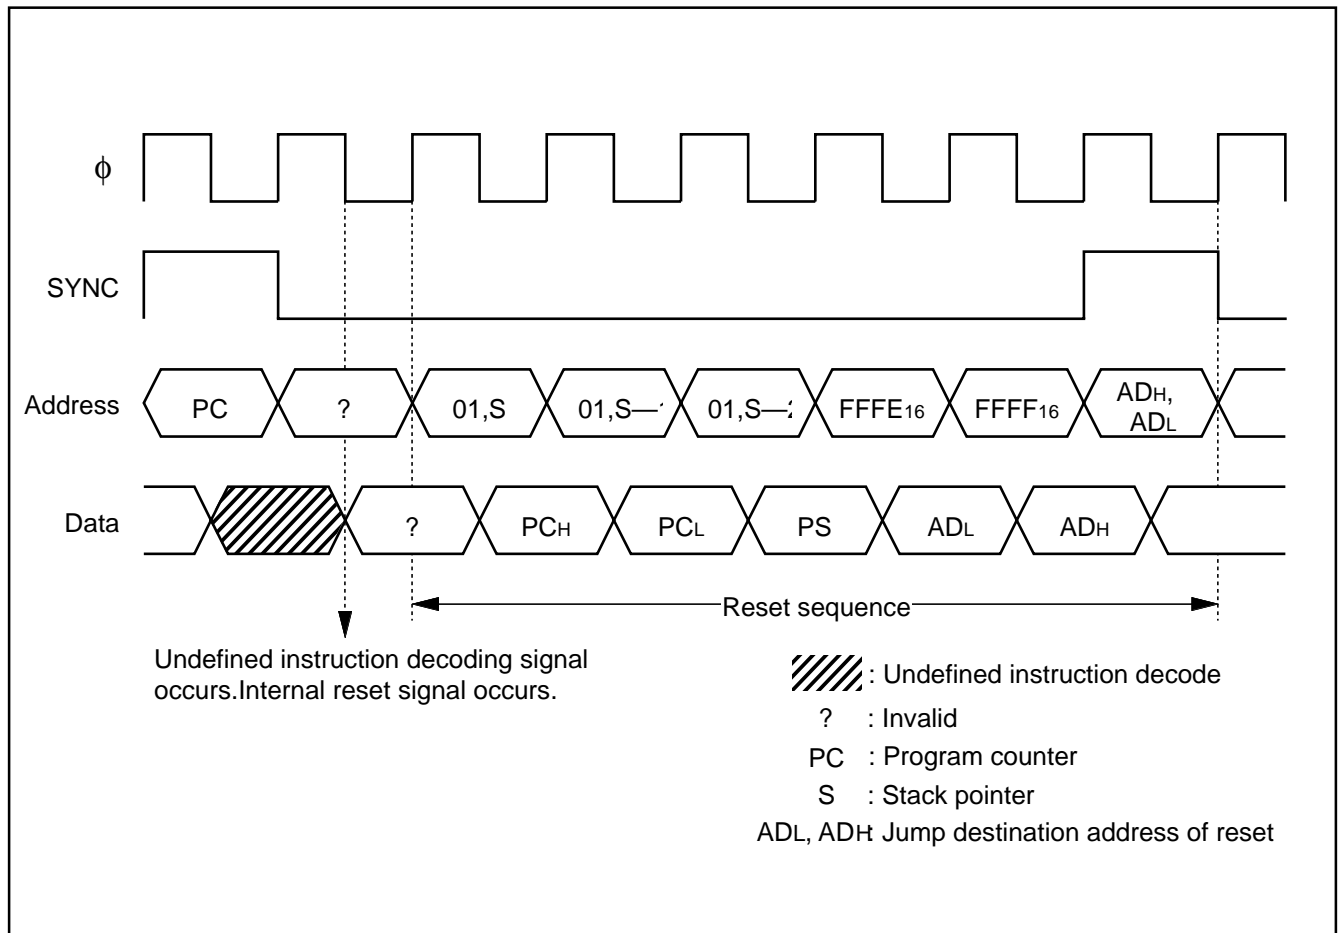 ϕ
SYNC
Address PC ? 01,S 01,S— 01,S— FFFE16 FFFF16 ADH,
ADL
Data ? PCH PCL PS ADL ADH
Reset sequence
Undefined instruction decoding signal
occurs.Internal reset signal occurs.
: Undefined instruction decode
? : Invalid
PC : Program counter
S : Stack pointer
ADL, ADH: Jump destination address of reset